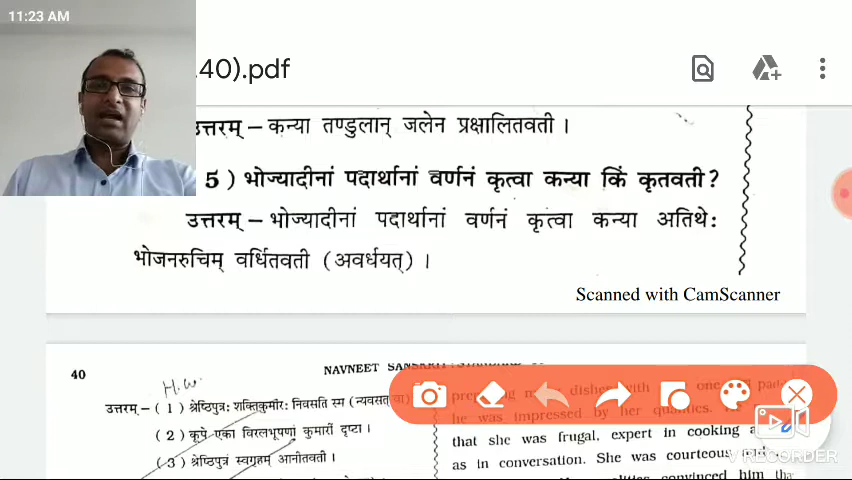 11:23 AM
.40).pdf
उत्तरम् – कन्या तण्डुलान् जलेन प्रक्षालितवती ।
5 ) भोज्यादीनां पदार्थानां वर्णनं कृत्वा कन्या किं कृतवती?
उत्तरम् – भोज्यादीनां पदार्थानां वर्णनं कृत्वा कन्या अतिथे:
भोजनरुचिम् वर्धितवती (अवर्धयत्) ।
Scanned with CamScanner
40
NAVNEET
H.W
उत्तरम् – (1) श्रेष्ठिपुत्र: शक्तिकुमार: निवसति स्म
(2) कूपे एका विरलभूषणा कुमारी दृष्टा ।
(3) श्रेष्ठिपुत्रं स्वगृहम् आनीतवती ।
he was impressed by her qualities.
that she was frugal, expert in cooking
as in conversation. She was courteous
convinced him
V RECORDER